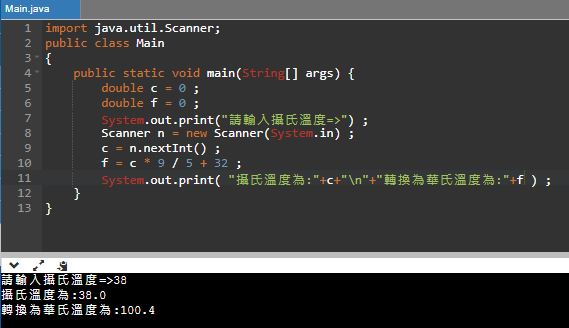 Main.java
1 import java.util.Scanner;
2 public class Main
3 {
4 public static void main(String[] args) {
5 double c = 0 ;
6 double f = 0 ;
7 System.out.print("請輸入攝氏溫度=>") ;
8 Scanner n = new Scanner(System.in) ;
9 c = n.nextInt() ;
10 f = c * 9 / 5 + 32 ;
11 System.out.print( "攝氏溫度為:"+c+"\n"+"轉換為華氏溫度為:"+f ) ;
12 }
13 }
請輸入攝氏溫度=>38
攝氏溫度為:38.0
轉換為華氏溫度為:100.4